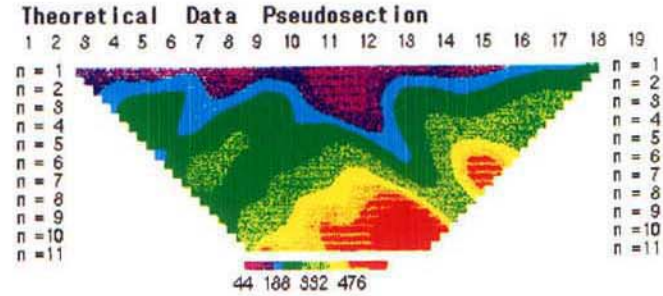 Theoretical Data Pseudosection
1 2 3 4 5 6 7 8 9 10 11 12 13 15 16 17 18 19
n = 1 n = 1
n = 2 n = 2
n = 3 n = 3
n = 4 n = 4
n = 5 n = 5
n = 6 n = 6
n = 7 n = 7
n = 8 n = 8
n = 9 n = 9
n =10 n =10
n =11 n =11
44 188 332 476